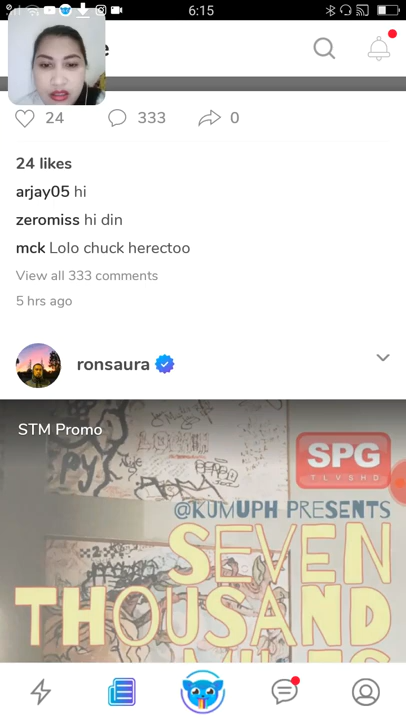 6:15
e
24 333 0
24 likes
arjay05 hi
zeromiss hi din
mck Lolo chuck herectoo
View all 333 comments
5 hrs ago
ronsaura
STM Promo
SPG
TLVSHD
@KUMUPH PRESENTS
SEVEN
THOUSAND